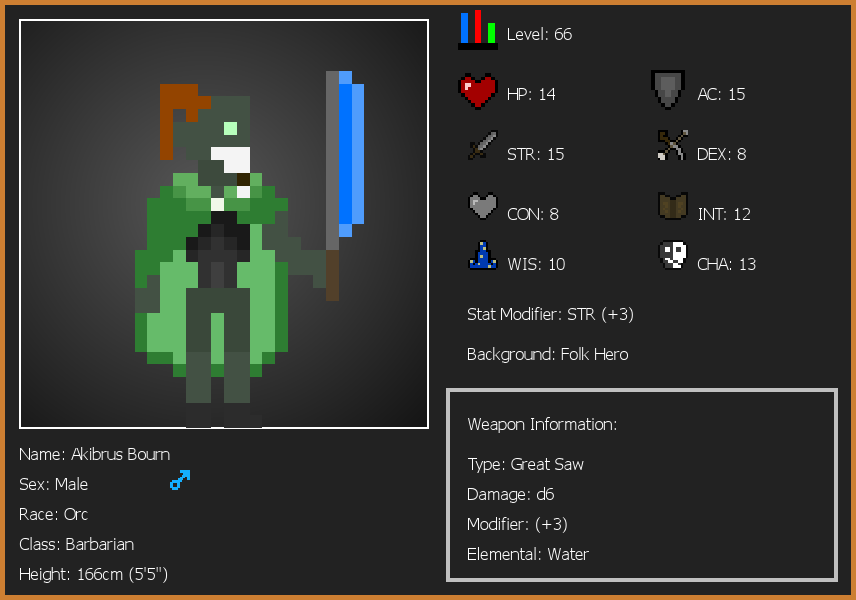 Level: 66
HP: 14
AC: 15
STR: 15
DEX: 8
CON: 8
INT: 12
WIS: 10
CHA: 13
Stat Modifier: STR (+3)
Background: Folk Hero
Weapon Information:
Type: Great Saw
Damage: d6
Modifier: (+3)
Elemental: Water
Name: Akibrus Bourn
Sex: Male
Race: Orc
Class: Barbarian
Height: 166cm (5'5")